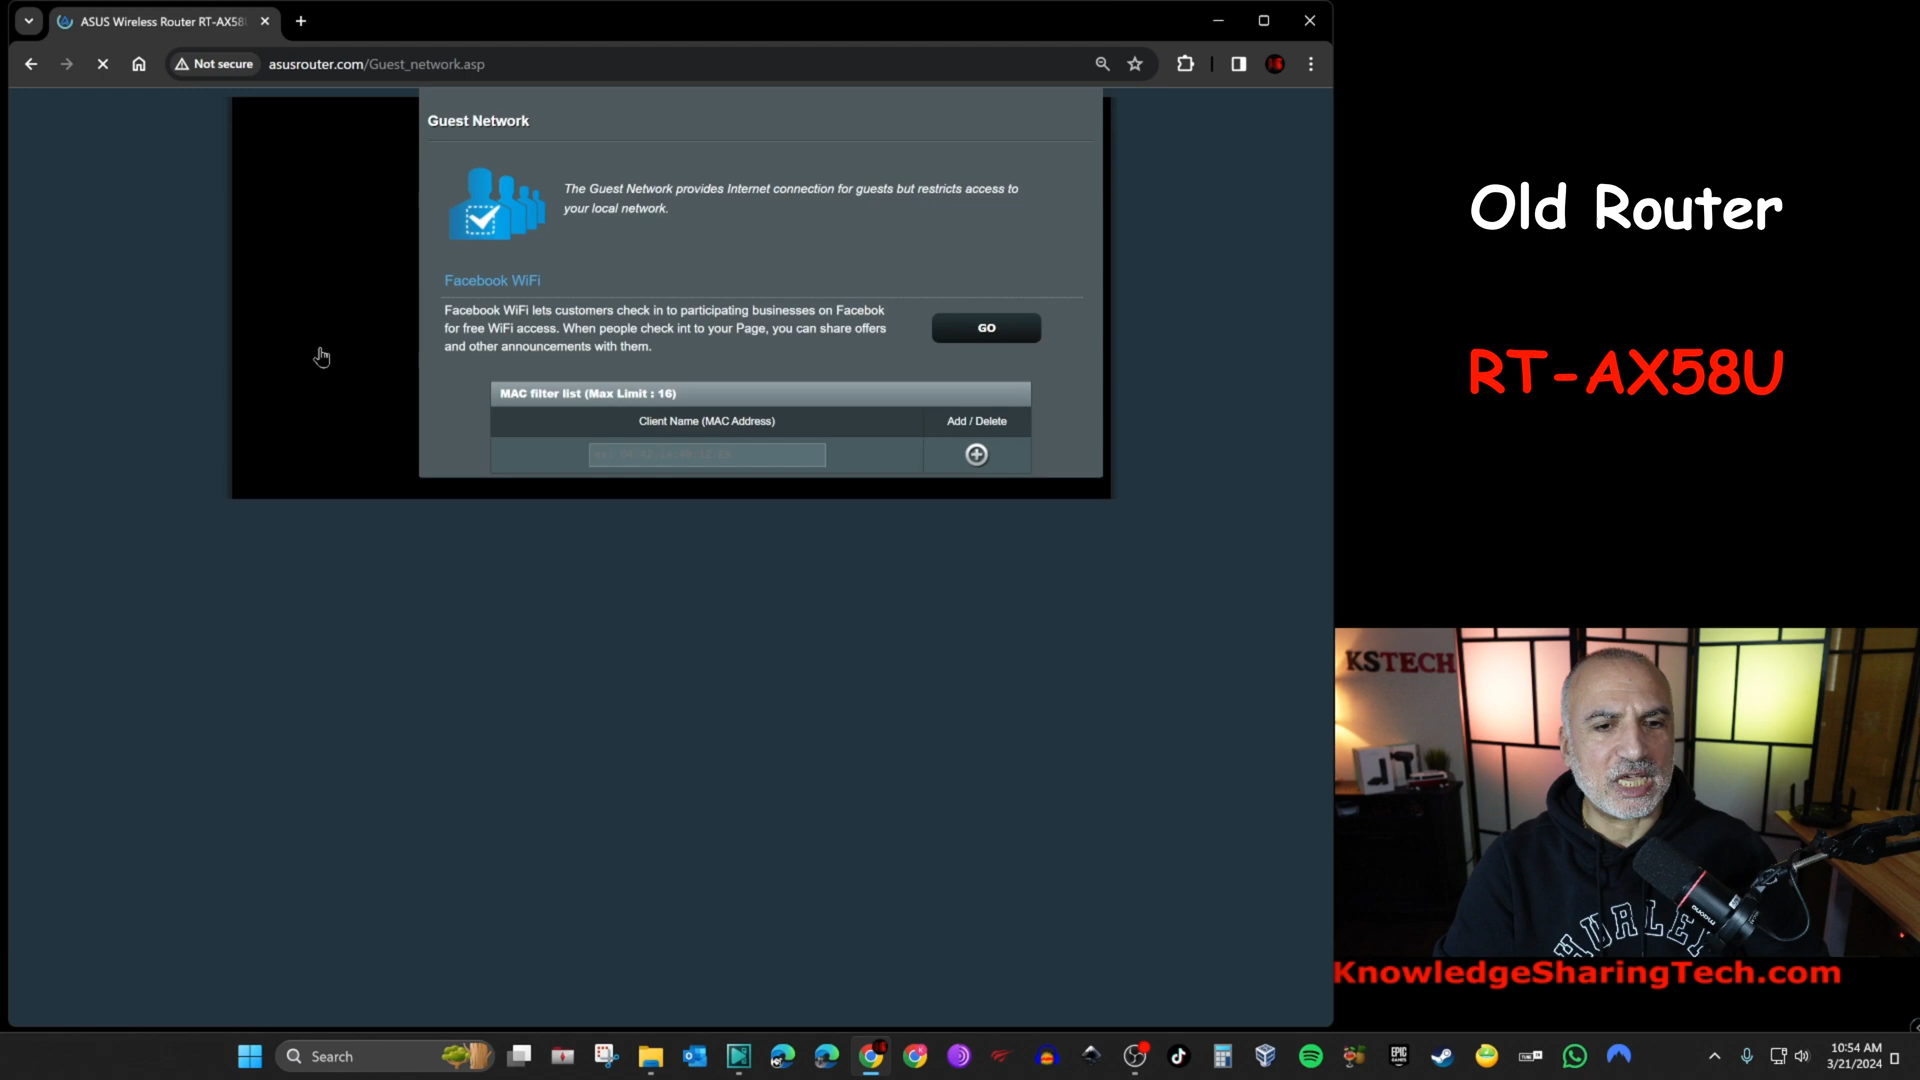 ASUS Wireless Router RT-AX58
Not secure
asusrouter.com/Guest_network.asp
Guest Network
The Guest Network provides Internet connection for guests but restricts access to
your local network.
Facebook WiFi
Facebook WiFi lets customers check in to participating businesses on Facebok
for free WiFi access. When people check int to your Page, you can share offers
and other announcements with them.
GO
MAC filter list (Max Limit : 16)
Client Name (MAC Address)
Add / Delete
Old Router
RT-AX58U
KSTECH
HURLEY
KnowledgeSharingTech.com
Search
EPIC
GAMES
10:54 AM
3/21/2024